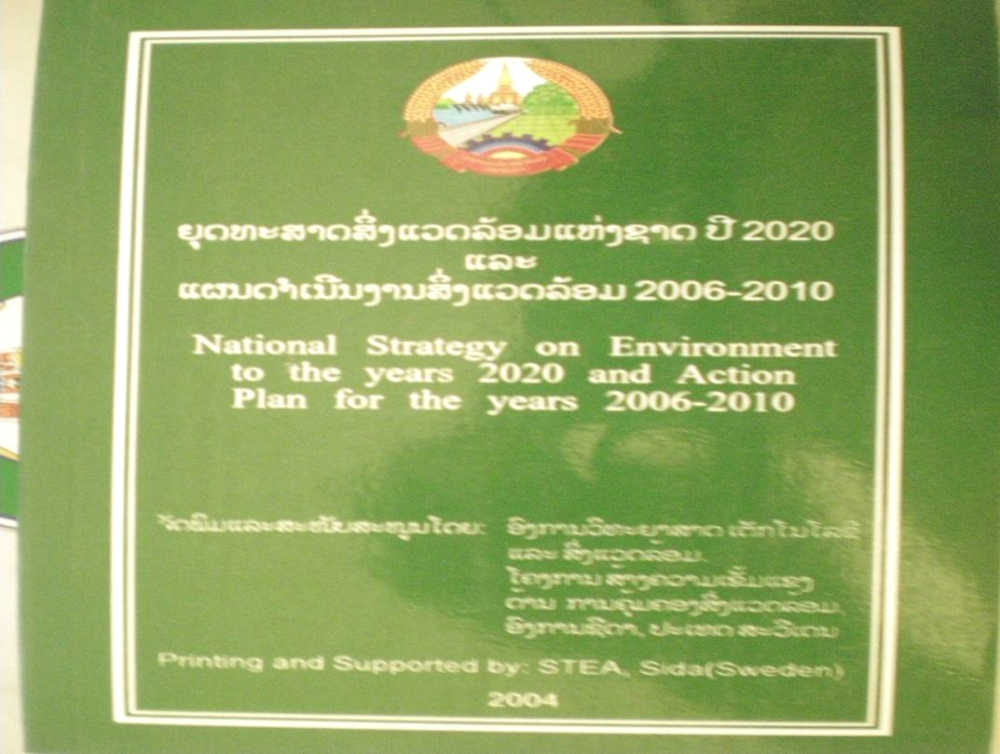 ຍຸດທະສາດສິ່ງແວດລ້ອມແຫ່ງຊາດ ປີ 2020
ແລະ
ແຜນດຳເນີນງານສິ່ງແວດລ້ອມ 2006-2010
National Strategy on Environment
to the years 2020 and Action
Plan for the years 2006-2010
ຈັດພິມແລະສະໜັບສະໜູນໂດຍ: ອົງການວິທະຍາສາດ ເຕັກໂນໂລຊີ
ແລະ ສິ່ງແວດລ້ອມ.
ໂຄງການ ສ້າງຄວາມເຂັ້ມແຂງ
ດ້ານ ການຄຸ້ມຄອງສິ່ງແວດລ້ອມ,
ອົງການຊີດາ, ປະເທດ ສະວີເດນ
Printing and Supported by: STEA, Sida(Sweden)
2004